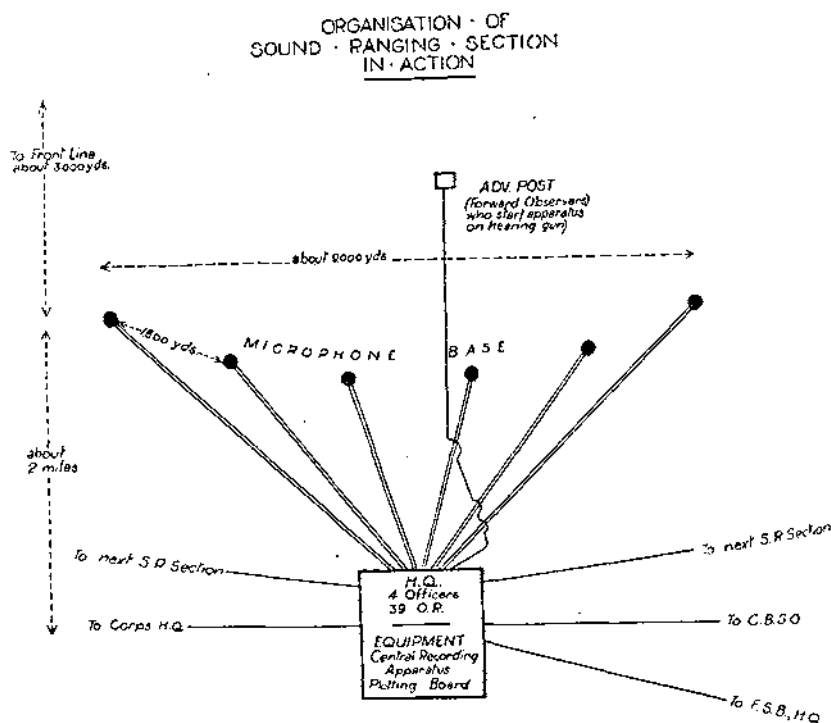 ORGANISATION · OF
SOUND · RANGING · SECTION
IN · ACTION
To Front Line
about 3000 yds.
ADV. POST
(Forward Observers)
who start apparatus
on hearing gun)
about 9000 yds.
1800 yds.
MICROPHONE BASE
about
2 miles
To next S.R. Section
To next S.R. Section
H.Q.
4 Officers
39 O.R.
To Corps H.Q.
To C.B.S.O
EQUIPMENT
Central Recording
Apparatus
Plotting Board
To F.S.B., H.Q.